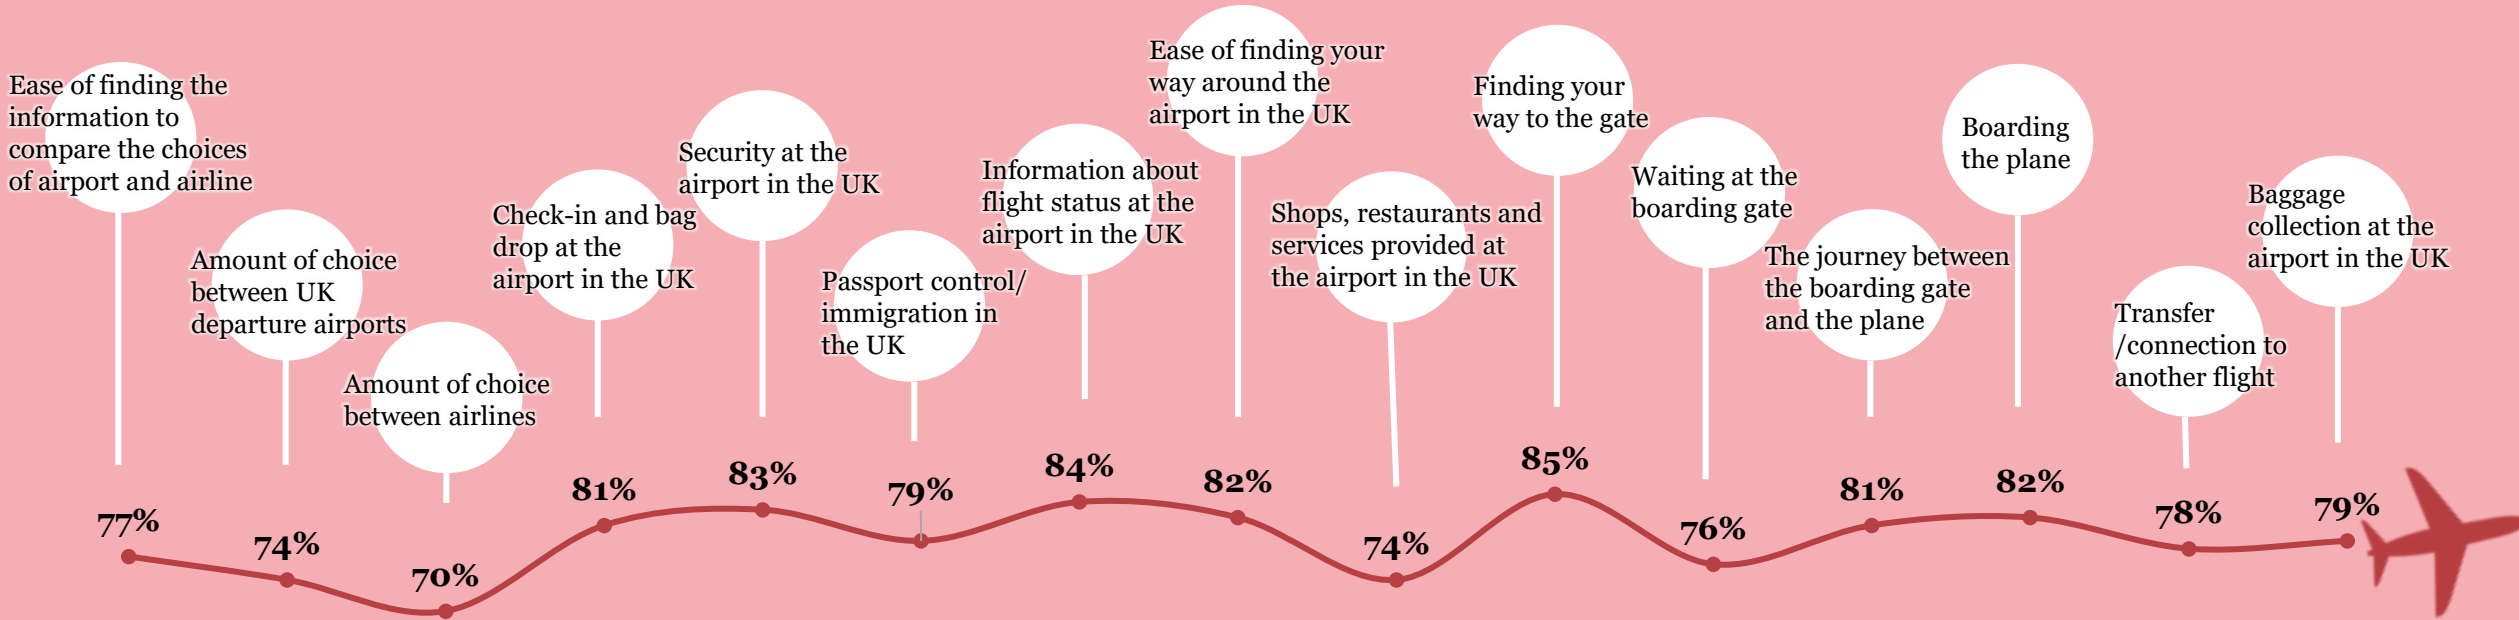 Ease of finding the
information to
compare the choices
of airport and airline
77%
Amount of choice
between UK
departure airports
74%
Amount of choice
between airlines
70%
Check-in and bag
drop at the
airport in the UK
81%
Security at the
airport in the UK
83%
Passport control/
immigration in
the UK
79%
Information about
flight status at the
airport in the UK
84%
Ease of finding your
way around the
airport in the UK
82%
Shops, restaurants and
services provided at
the airport in the UK
74%
Finding your
way to the gate
85%
Waiting at the
boarding gate
76%
The journey between
the boarding gate
and the plane
81%
Boarding
the plane
82%
Transfer
/connection to
another flight
78%
Baggage
collection at the
airport in the UK
79%